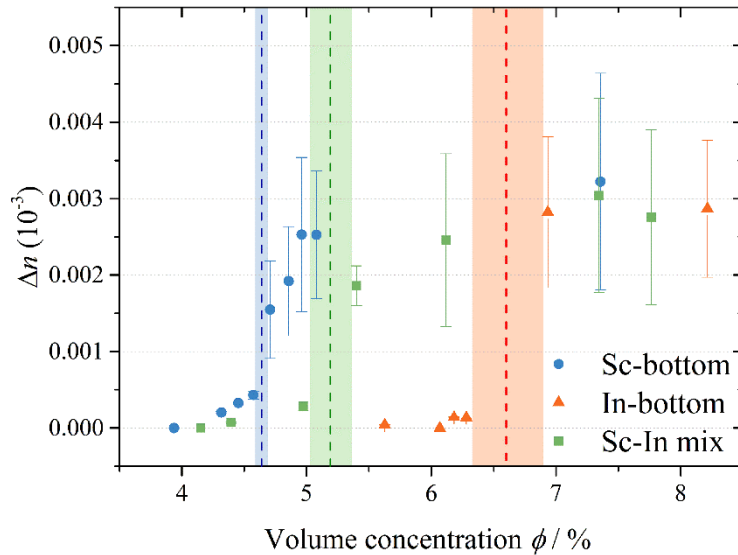 0.005
0.004
0.003
0.002
0.001
0.000
Δn (10⁻³)
Sc-bottom
In-bottom
Sc-In mix
4 5 6 7 8
Volume concentration ϕ / %